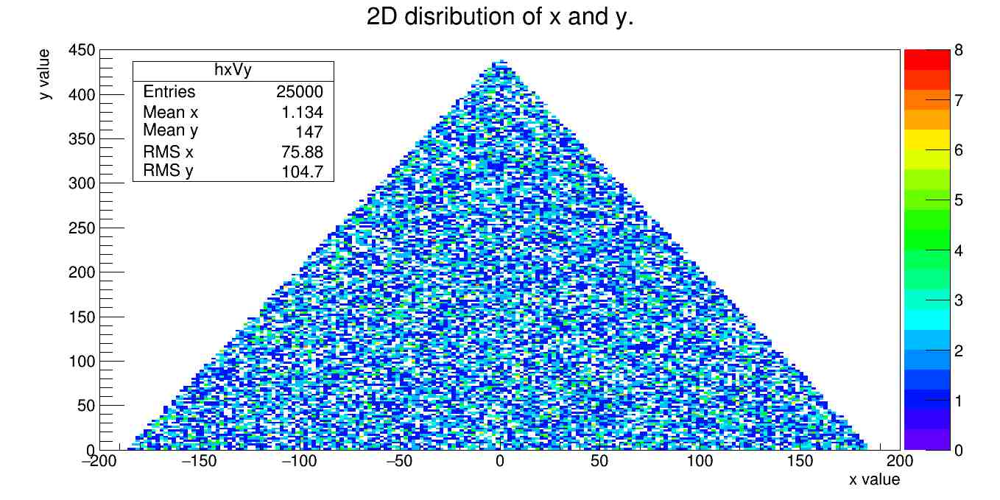 2D disribution of x and y.
y value
450
400
350
300
250
200
150
100
50
0
hxVy
Entries 25000
Mean x 1.134
Mean y 147
RMS x 75.88
RMS y 104.7
8
7
6
5
4
3
2
1
0
−200 −150 −100 −50 0 50 100 150 200
x value